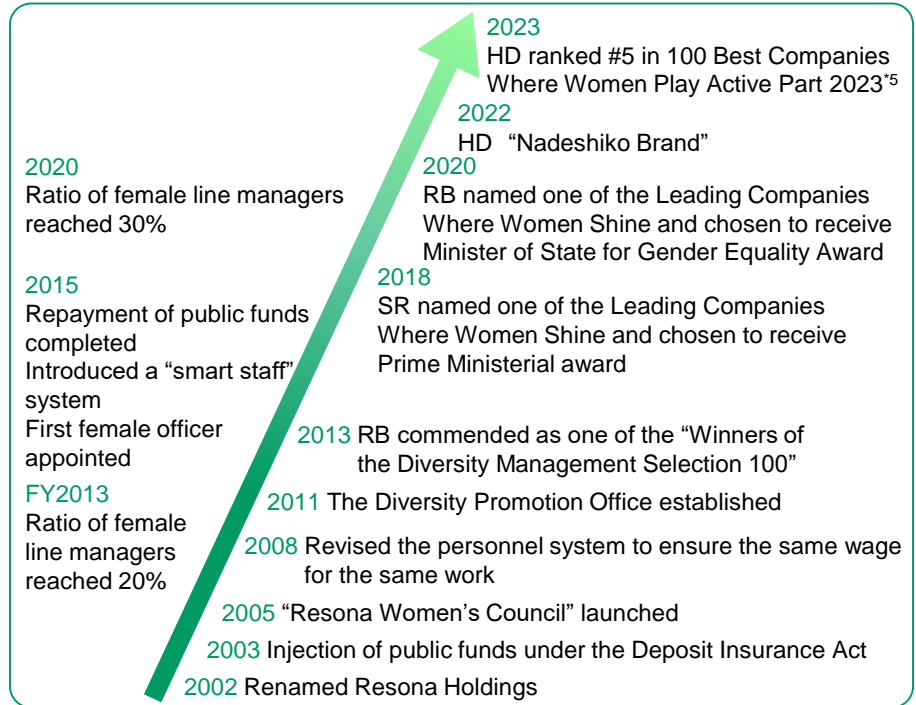 2023
HD ranked #5 in 100 Best Companies
Where Women Play Active Part 2023*5
2022
HD “Nadeshiko Brand”
2020
RB named one of the Leading Companies
Where Women Shine and chosen to receive
Minister of State for Gender Equality Award
2018
SR named one of the Leading Companies
Where Women Shine and chosen to receive
Prime Ministerial award
2013 RB commended as one of the “Winners of
the Diversity Management Selection 100”
2011 The Diversity Promotion Office established
2008 Revised the personnel system to ensure the same wage
for the same work
2005 “Resona Women’s Council” launched
2003 Injection of public funds under the Deposit Insurance Act
2002 Renamed Resona Holdings
2020
Ratio of female line managers
reached 30%
2015
Repayment of public funds
completed
Introduced a “smart staff”
system
First female officer
appointed
FY2013
Ratio of female
line managers
reached 20%